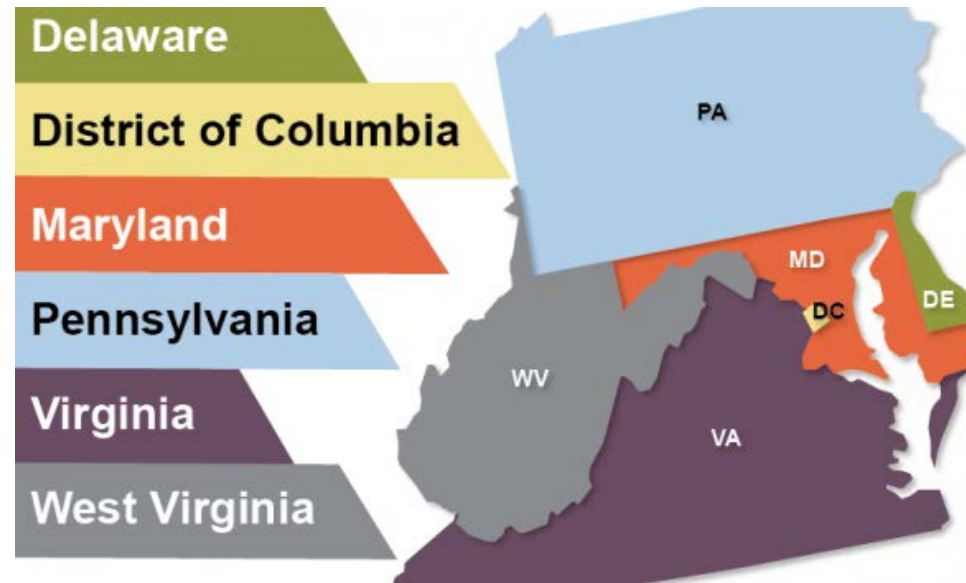 Delaware
District of Columbia
Maryland
Pennsylvania
Virginia
West Virginia
PA
MD
DE
DC
WV
VA